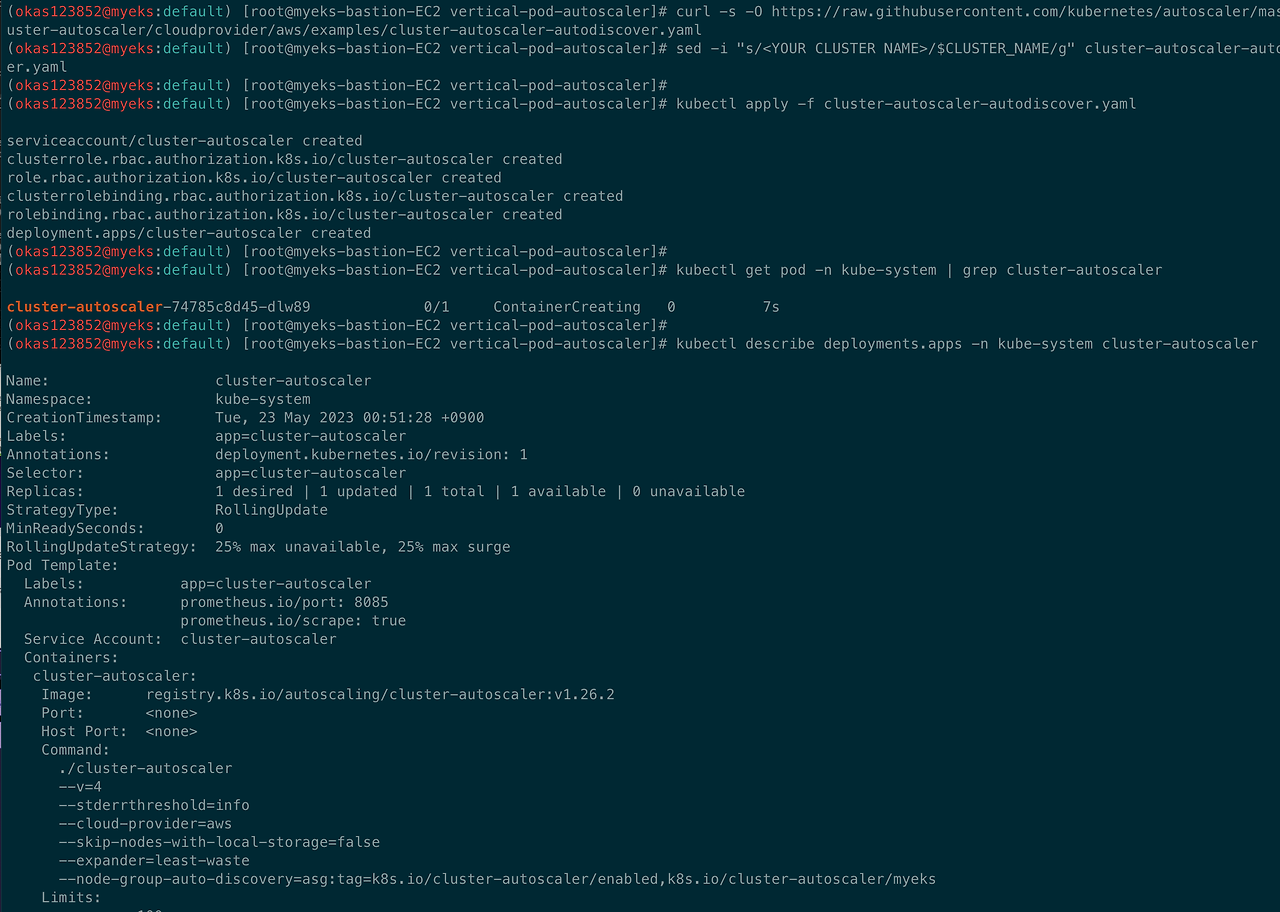 (okas123852@myeks:default) [root@myeks-bastion-EC2 vertical-pod-autoscaler]# curl -s -O https://raw.githubusercontent.com/kubernetes/autoscaler/mas
uster-autoscaler/cloudprovider/aws/examples/cluster-autoscaler-autodiscover.yaml
(okas123852@myeks:default) [root@myeks-bastion-EC2 vertical-pod-autoscaler]# sed -i "s/<YOUR CLUSTER NAME>/$CLUSTER_NAME/g" cluster-autoscaler-auto
er.yaml
(okas123852@myeks:default) [root@myeks-bastion-EC2 vertical-pod-autoscaler]#
(okas123852@myeks:default) [root@myeks-bastion-EC2 vertical-pod-autoscaler]# kubectl apply -f cluster-autoscaler-autodiscover.yaml
serviceaccount/cluster-autoscaler created
clusterrole.rbac.authorization.k8s.io/cluster-autoscaler created
role.rbac.authorization.k8s.io/cluster-autoscaler created
clusterrolebinding.rbac.authorization.k8s.io/cluster-autoscaler created
rolebinding.rbac.authorization.k8s.io/cluster-autoscaler created
deployment.apps/cluster-autoscaler created
(okas123852@myeks:default) [root@myeks-bastion-EC2 vertical-pod-autoscaler]#
(okas123852@myeks:default) [root@myeks-bastion-EC2 vertical-pod-autoscaler]# kubectl get pod -n kube-system | grep cluster-autoscaler
cluster-autoscaler-74785c8d45-dlw89 0/1 ContainerCreating 0 7s
(okas123852@myeks:default) [root@myeks-bastion-EC2 vertical-pod-autoscaler]#
(okas123852@myeks:default) [root@myeks-bastion-EC2 vertical-pod-autoscaler]# kubectl describe deployments.apps -n kube-system cluster-autoscaler
Name: cluster-autoscaler
Namespace: kube-system
CreationTimestamp: Tue, 23 May 2023 00:51:28 +0900
Labels: app=cluster-autoscaler
Annotations: deployment.kubernetes.io/revision: 1
Selector: app=cluster-autoscaler
Replicas: 1 desired | 1 updated | 1 total | 1 available | 0 unavailable
StrategyType: RollingUpdate
MinReadySeconds: 0
RollingUpdateStrategy: 25% max unavailable, 25% max surge
Pod Template:
Labels: app=cluster-autoscaler
Annotations: prometheus.io/port: 8085
prometheus.io/scrape: true
Service Account: cluster-autoscaler
Containers:
cluster-autoscaler:
Image: registry.k8s.io/autoscaling/cluster-autoscaler:v1.26.2
Port: <none>
Host Port: <none>
Command:
./cluster-autoscaler
--v=4
--stderrthreshold=info
--cloud-provider=aws
--skip-nodes-with-local-storage=false
--expander=least-waste
--node-group-auto-discovery=asg:tag=k8s.io/cluster-autoscaler/enabled,k8s.io/cluster-autoscaler/myeks
Limits: